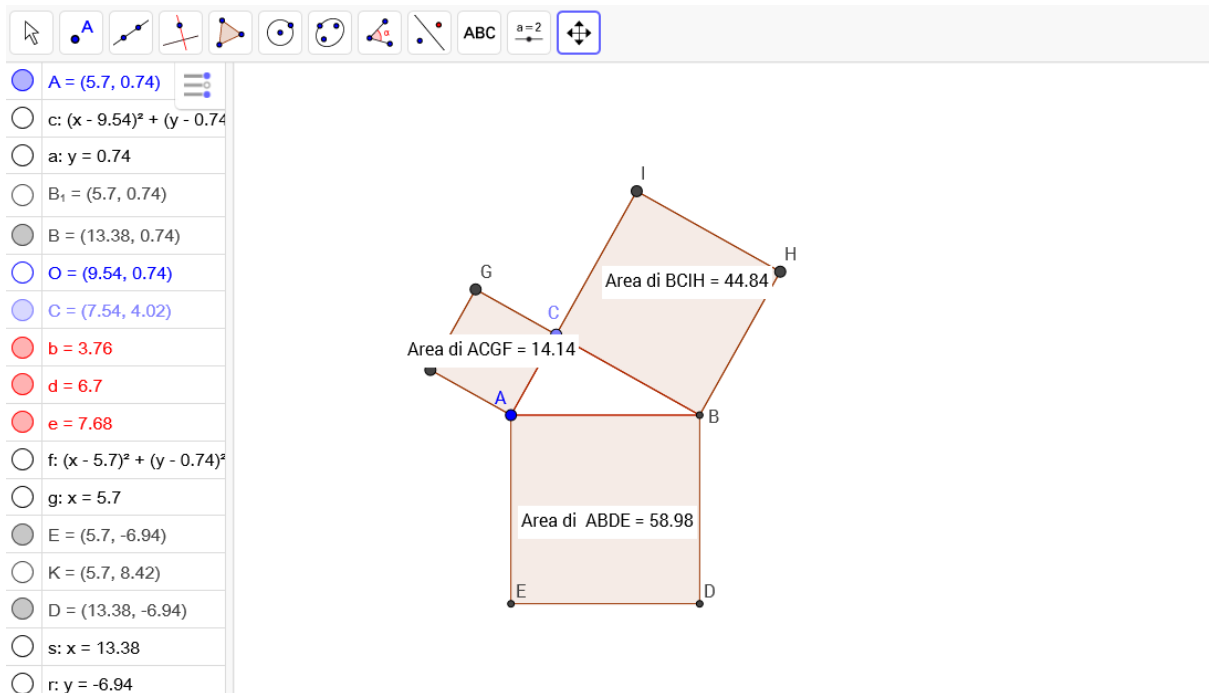 A
α
ABC
a=2
A = (5.7, 0.74)
c: (x - 9.54)² + (y - 0.74
a: y = 0.74
B₁ = (5.7, 0.74)
B = (13.38, 0.74)
O = (9.54, 0.74)
C = (7.54, 4.02)
b = 3.76
d = 6.7
e = 7.68
f: (x - 5.7)² + (y - 0.74)²
g: x = 5.7
E = (5.7, -6.94)
K = (5.7, 8.42)
D = (13.38, -6.94)
s: x = 13.38
r: y = -6.94
I
H
G
Area di BCIH = 44.84
C
Area di ACGF = 14.14
A
B
Area di  ABDE = 58.98
E
D